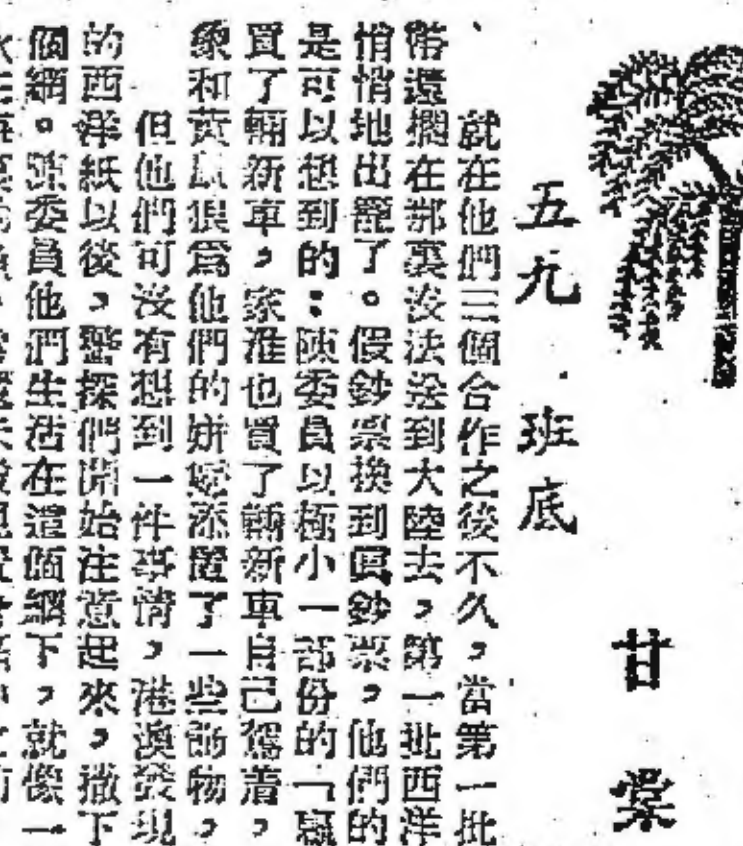 甘棠
五九·班底
就在他們三個合作之後不久,當第一批
幣還擱在那裏沒法送到大陸去,第一批西洋
悄悄地出籠了。假鈔票換到眞鈔票,他們的
是可以想到的:陳委員以極小一部份的「贏
買了輛新車,家淮也買了輛新車自己駕着,
象和黃鼠狼爲他們的姘添置了一些飾物,
但他們可沒有想到一件事情,港澳發現
的西洋紙以後,警探們開始注意起來,撒下
個網。陳委員他們生活在這個網下,就像一